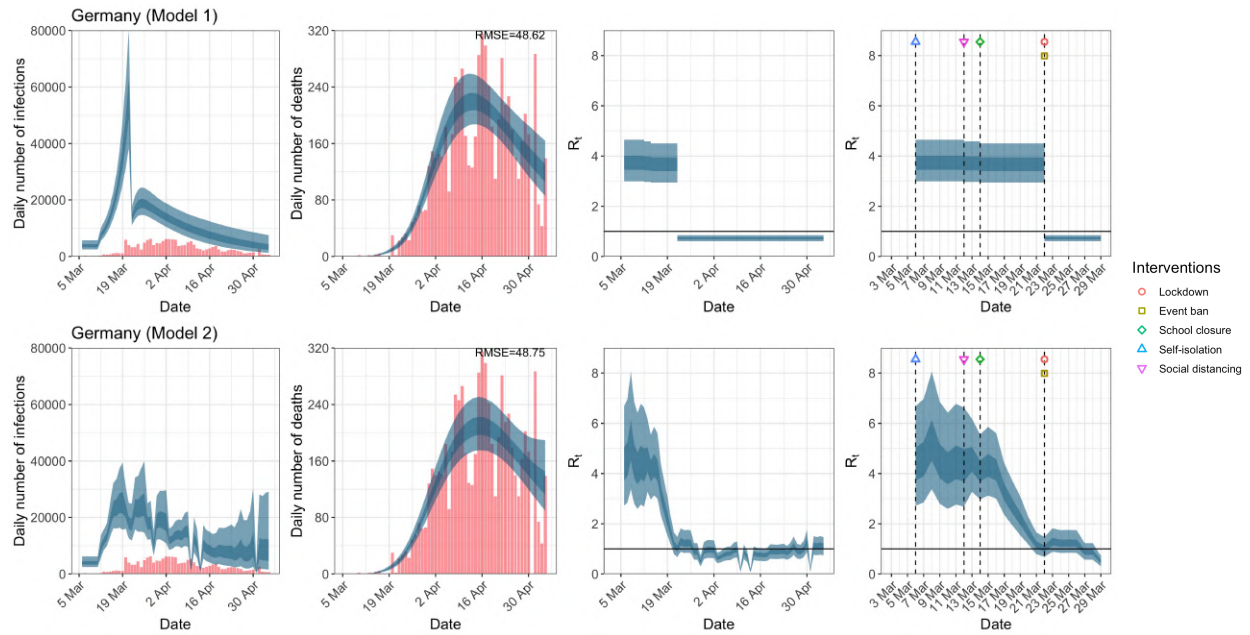 Germany (Model 1)
Daily number of infections
80000
60000
40000
20000
0
5 Mar
19 Mar
2 Apr
16 Apr
30 Apr
Date
Daily number of deaths
320
240
160
80
0
RMSE=48.62
5 Mar
19 Mar
2 Apr
16 Apr
30 Apr
Date
Rt
8
6
4
2
0
5 Mar
19 Mar
2 Apr
16 Apr
30 Apr
Date
Rt
8
6
4
2
0
3 Mar
5 Mar
7 Mar
9 Mar
11 Mar
13 Mar
15 Mar
17 Mar
19 Mar
21 Mar
23 Mar
25 Mar
27 Mar
29 Mar
Date
Germany (Model 2)
Daily number of infections
80000
60000
40000
20000
0
5 Mar
19 Mar
2 Apr
16 Apr
30 Apr
Date
Daily number of deaths
320
240
160
80
0
RMSE=48.75
5 Mar
19 Mar
2 Apr
16 Apr
30 Apr
Date
Rt
8
6
4
2
0
5 Mar
19 Mar
2 Apr
16 Apr
30 Apr
Date
Rt
8
6
4
2
0
3 Mar
5 Mar
7 Mar
9 Mar
11 Mar
13 Mar
15 Mar
17 Mar
19 Mar
21 Mar
23 Mar
25 Mar
27 Mar
29 Mar
Date
Interventions
Lockdown
Event ban
School closure
Self-isolation
Social distancing